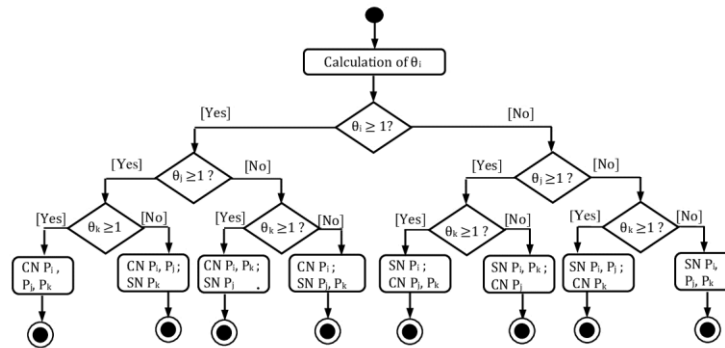 Calculation of θi
[Yes]
[No]
θi ≥ 1?
[Yes]
[No]
[Yes]
[No]
θj ≥1 ?
θj ≥1 ?
[Yes]
[No]
[Yes]
[No]
[Yes]
[No]
[Yes]
[No]
θk ≥1
θk ≥1 ?
θk ≥1 ?
θk ≥1 ?
CN Pi ,
Pj, Pk
CN Pi, Pj ;
SN Pk
CN Pi, Pk ;
SN Pj .
CN Pi ;
SN Pj, Pk
SN Pi ;
CN Pj, Pk
SN Pi, Pk ;
CN Pj
SN Pi, Pj ;
CN Pk
SN Pi,
Pj, Pk